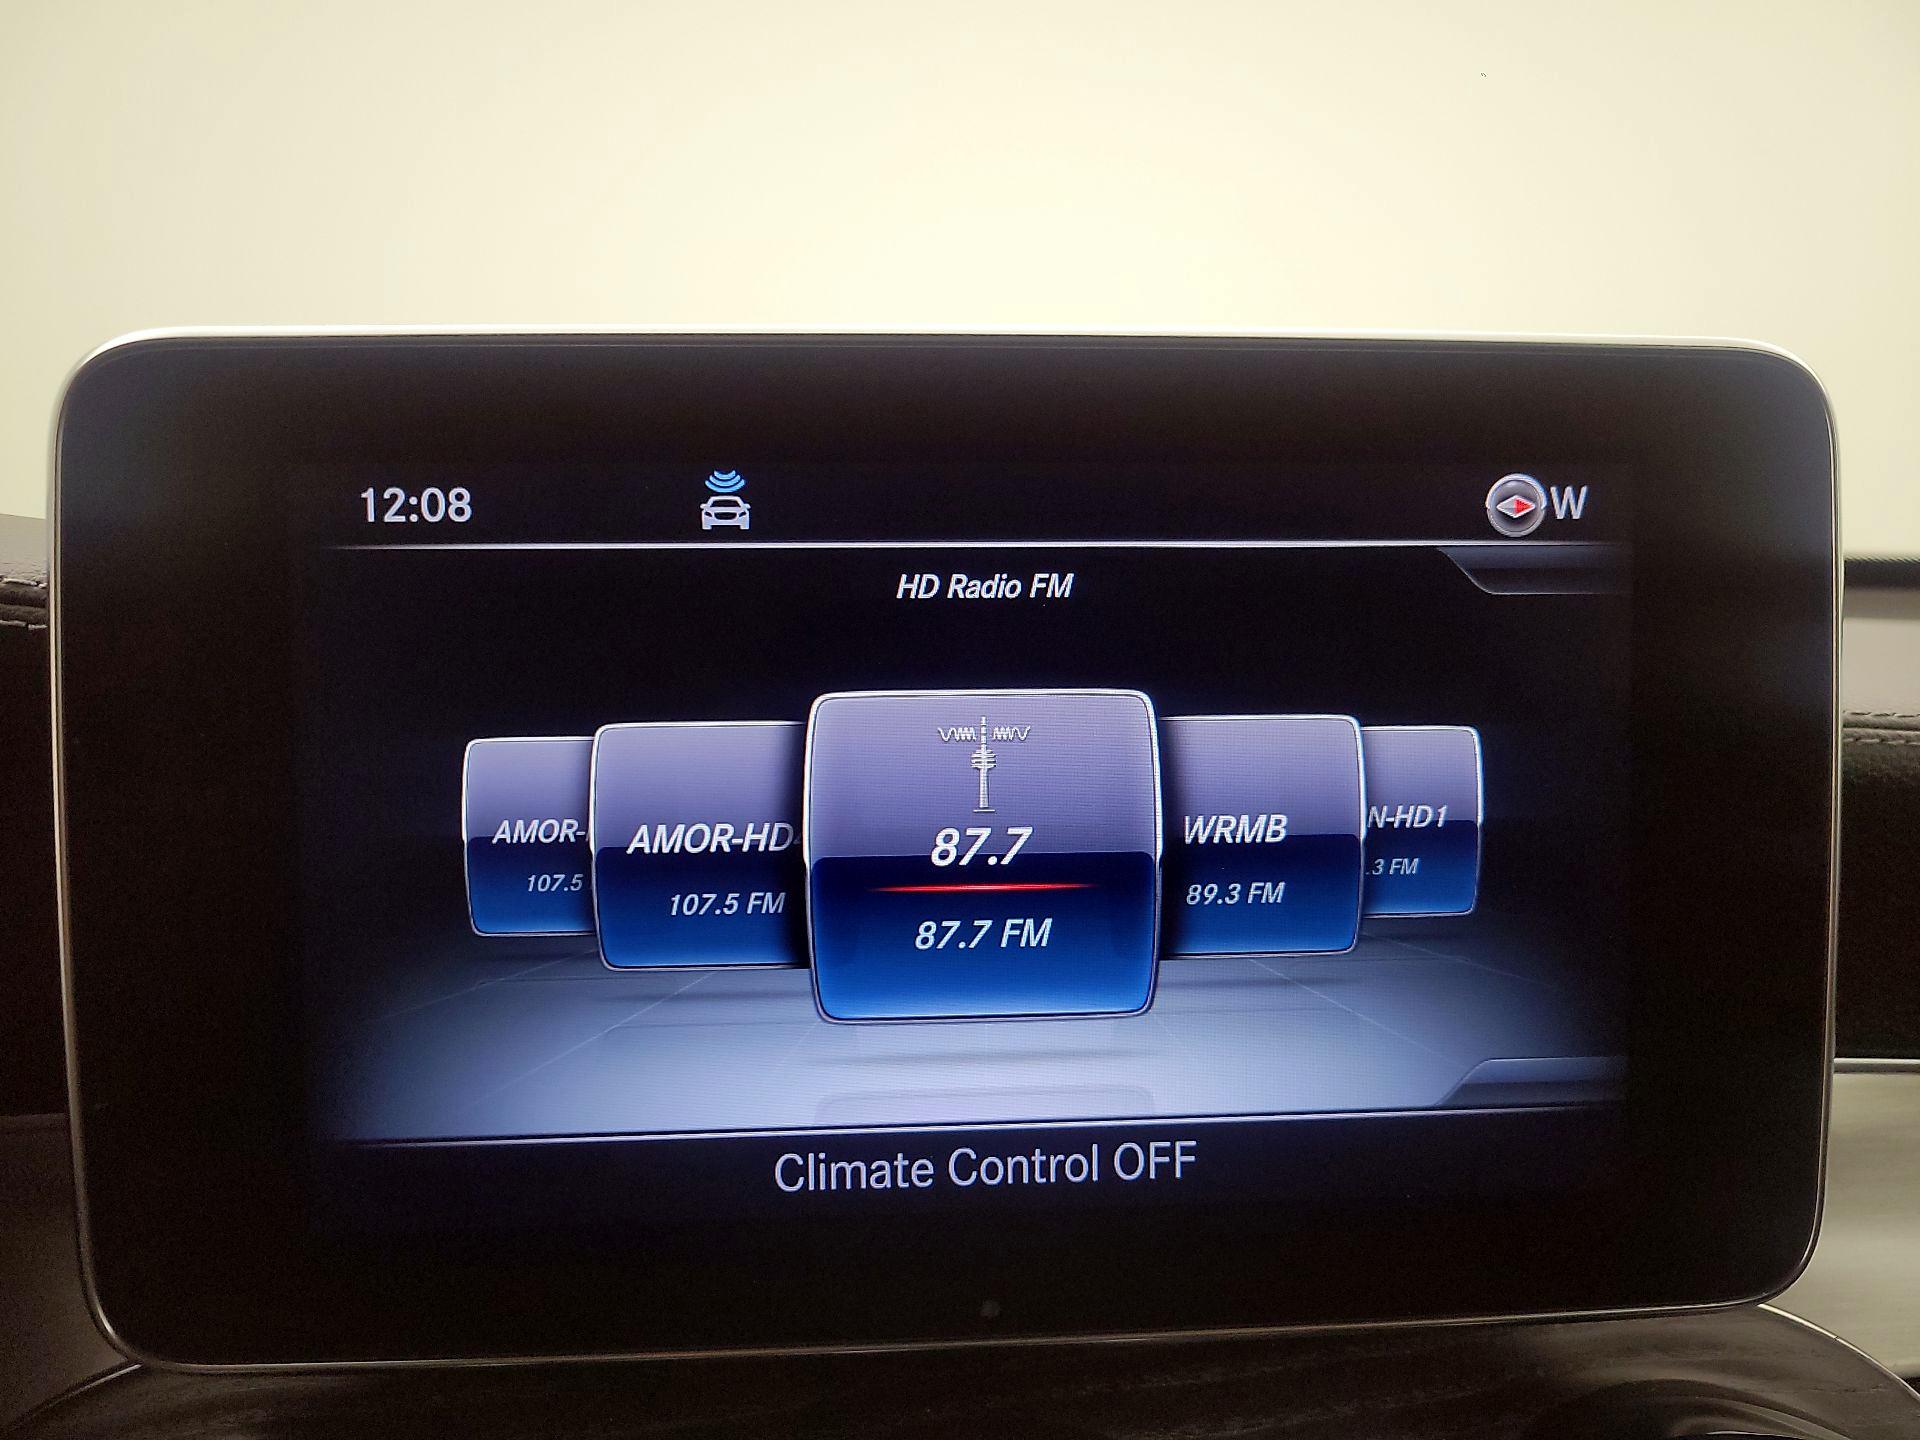 12:08
W
HD Radio FM
AMOR-
107.5
AMOR-HD
107.5 FM
87.7
87.7 FM
WRMB
89.3 FM
N-HD1
.3 FM
Climate Control OFF